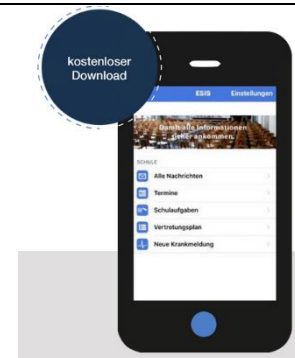 kostenloser
Download
ESIS
Einstellungen
Damit alle Informationen
sicher ankommen.
SCHULE
Alle Nachrichten
Termine
Schulaufgaben
Vertretungsplan
Neue Krankmeldung